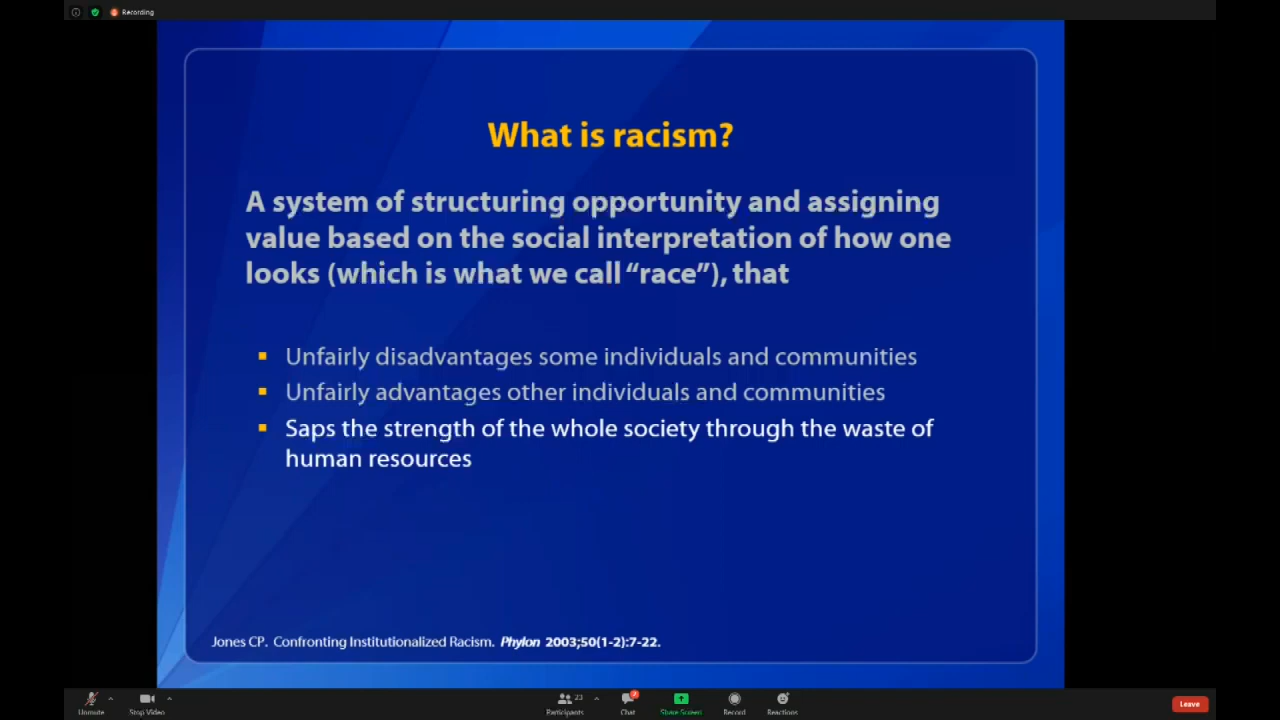 Recording
What is racism?
A system of structuring opportunity and assigning
value based on the social interpretation of how one
looks (which is what we call “race”), that
▪ Unfairly disadvantages some individuals and communities
▪ Unfairly advantages other individuals and communities
▪ Saps the strength of the whole society through the waste of
human resources
Jones CP. Confronting Institutionalized Racism. Phylon 2003;50(1-2):7-22.
Unmute Stop Video 23 Participants Chat Share Screen Record Reactions Leave